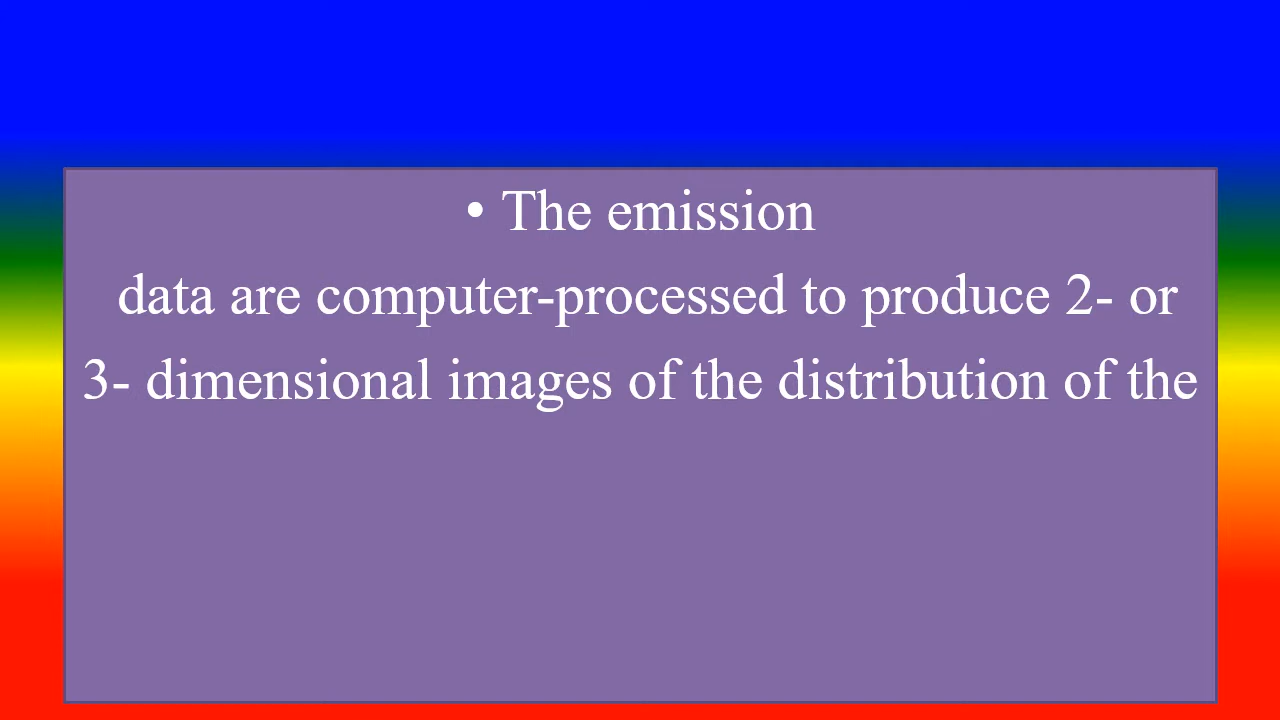 • The emission
data are computer-processed to produce 2- or
3- dimensional images of the distribution of the